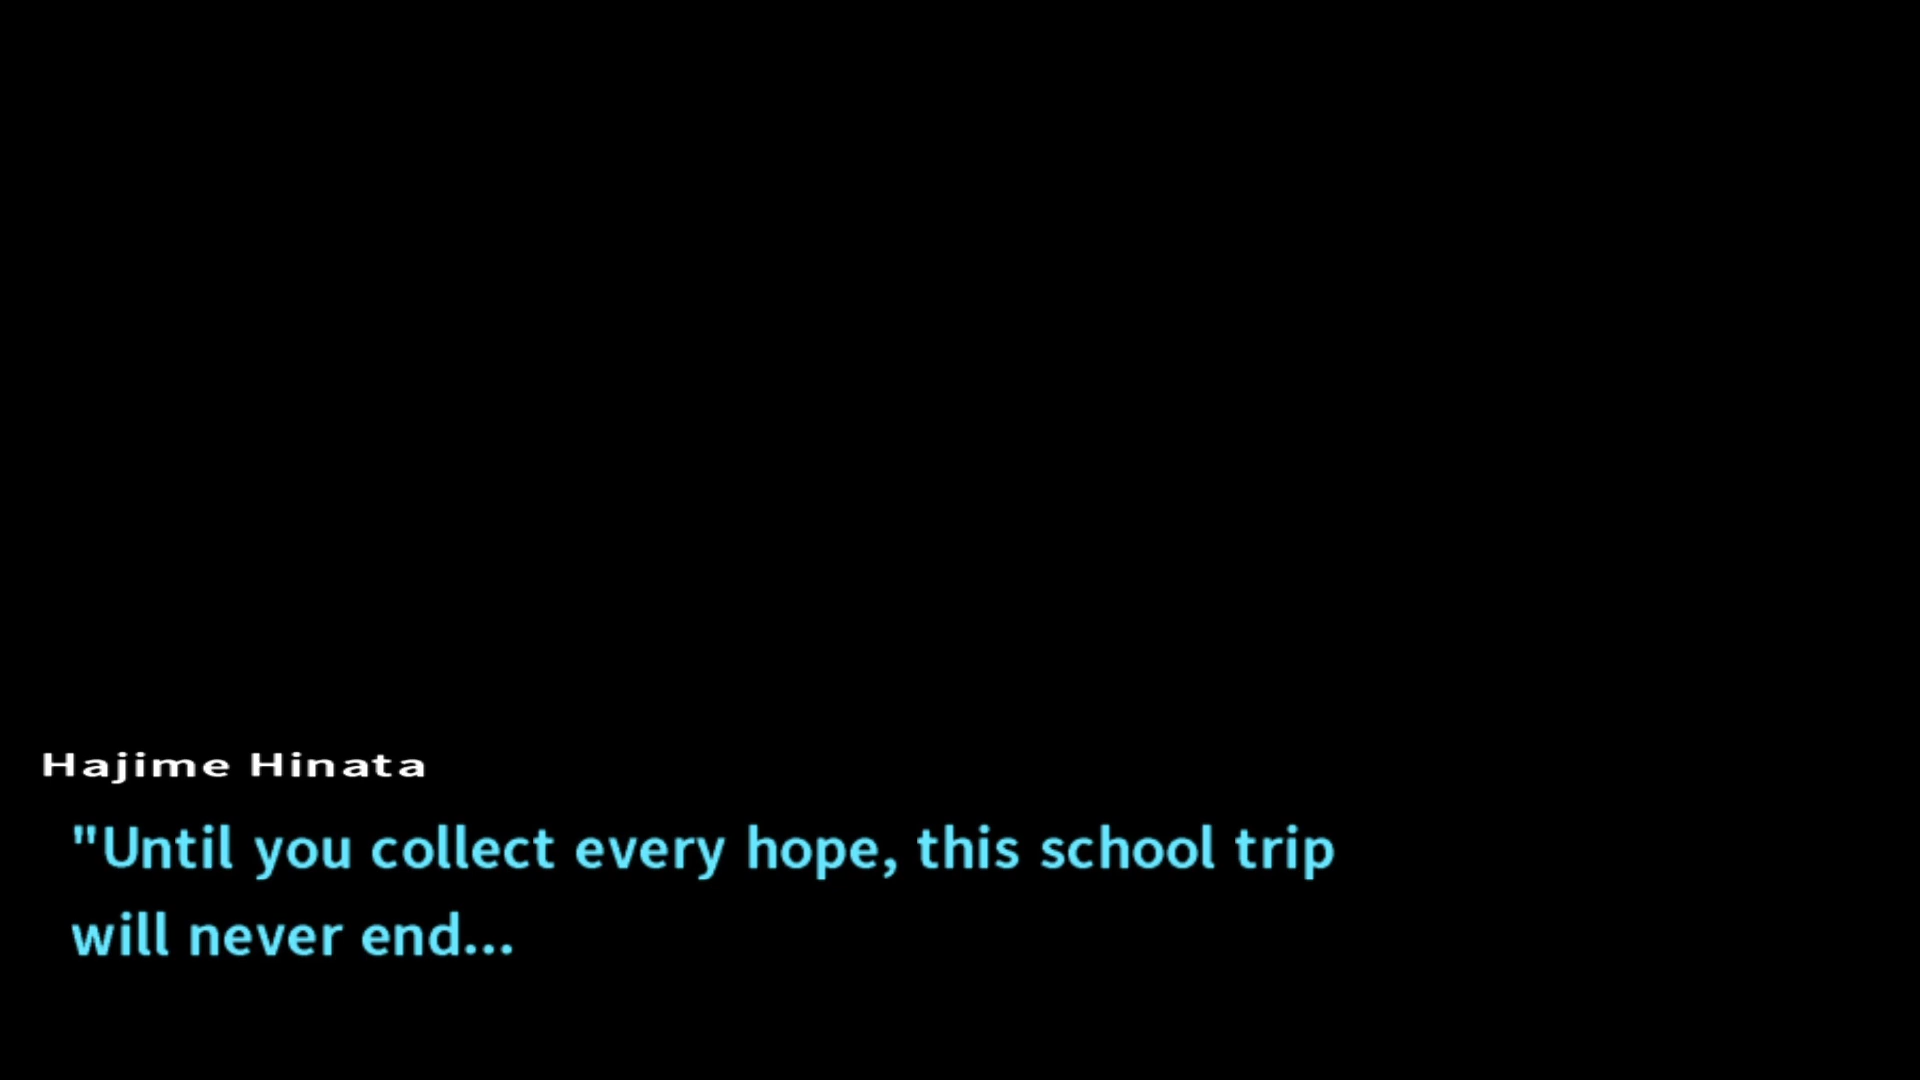 Hajime Hinata
"Until you collect every hope, this school trip
will never end...